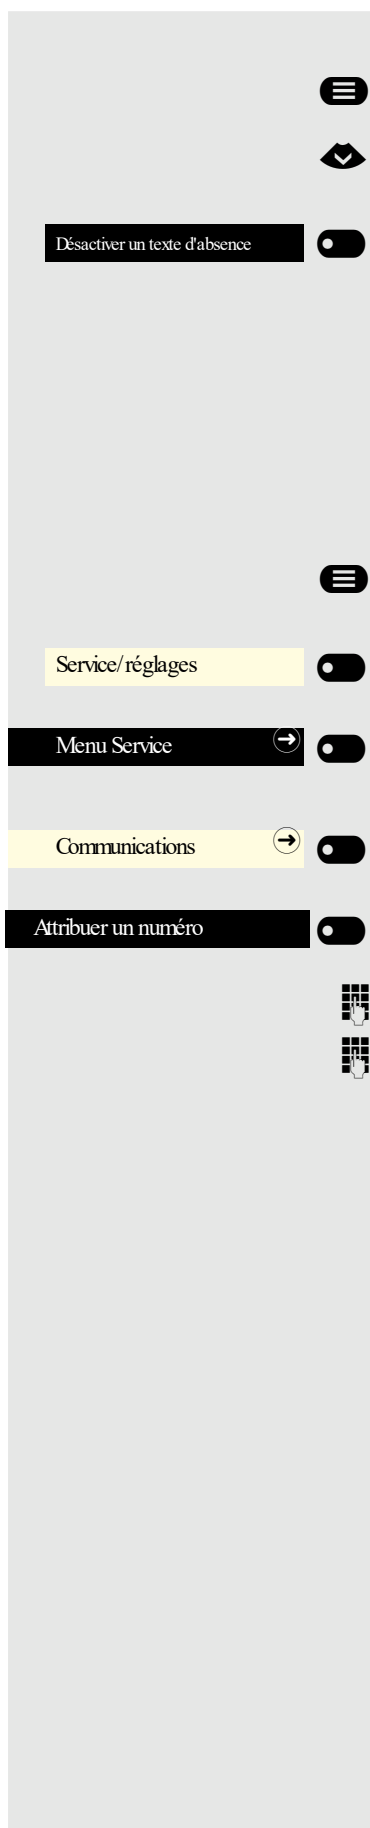 Désactiver un texte d'absence
Service/réglages
Menu Service
Communications
Attribuer un numéro